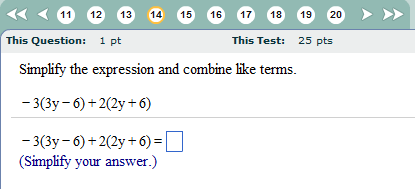 11 12 13 14 15 16 17 18 19 20
This Question: 1 pt This Test: 25 pts
Simplify the expression and combine like terms.
− 3(3y − 6) + 2(2y + 6)
− 3(3y − 6) + 2(2y + 6) =
(Simplify your answer.)